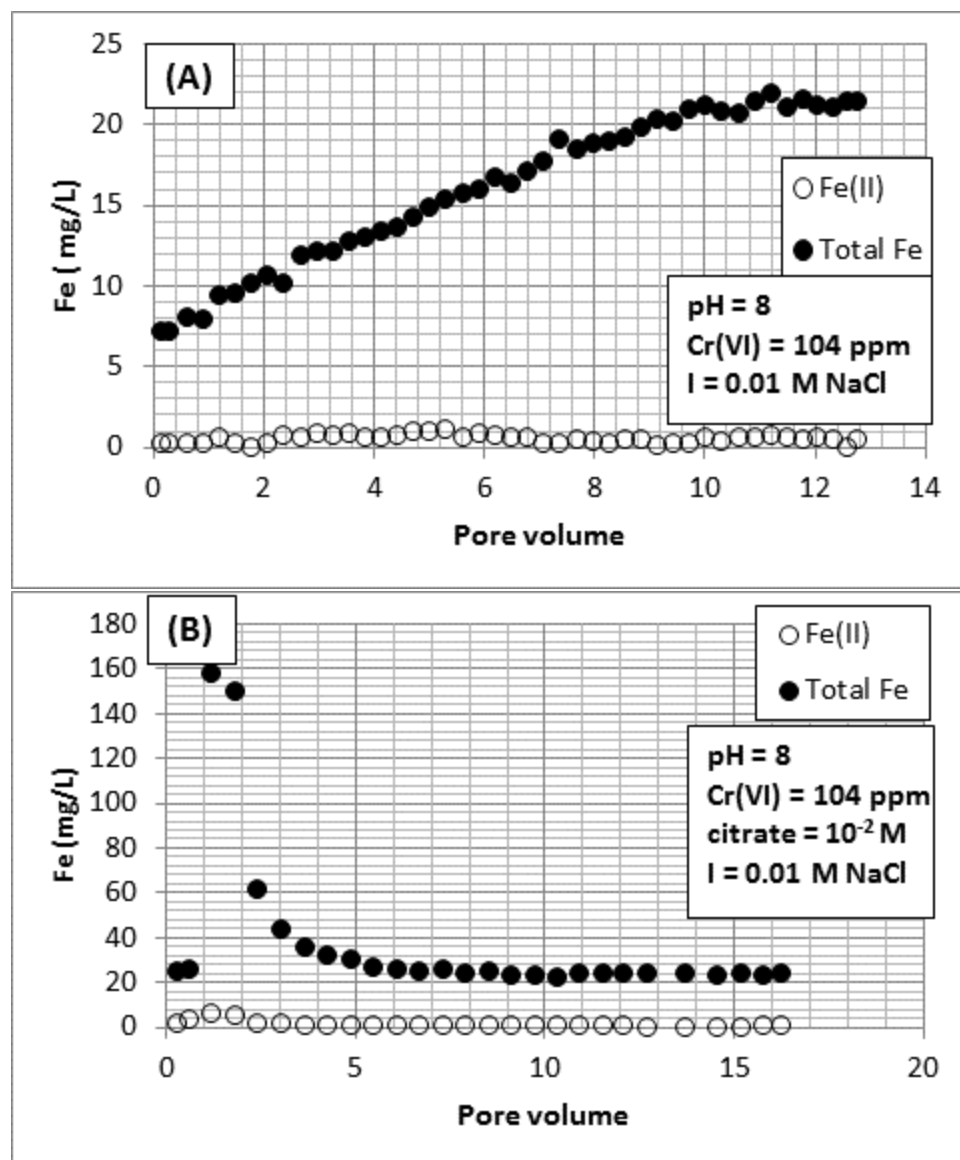 (A)
25
20
15
10
5
0
Fe ( mg/L)
0 2 4 6 8 10 12 14
Pore volume
Fe(II)
Total Fe
pH = 8
Cr(VI) = 104 ppm
I = 0.01 M NaCl
(B)
180
160
140
120
100
80
60
40
20
0
Fe (mg/L)
0 5 10 15 20
Pore volume
Fe(II)
Total Fe
pH = 8
Cr(VI) = 104 ppm
citrate = 10⁻² M
I = 0.01 M NaCl